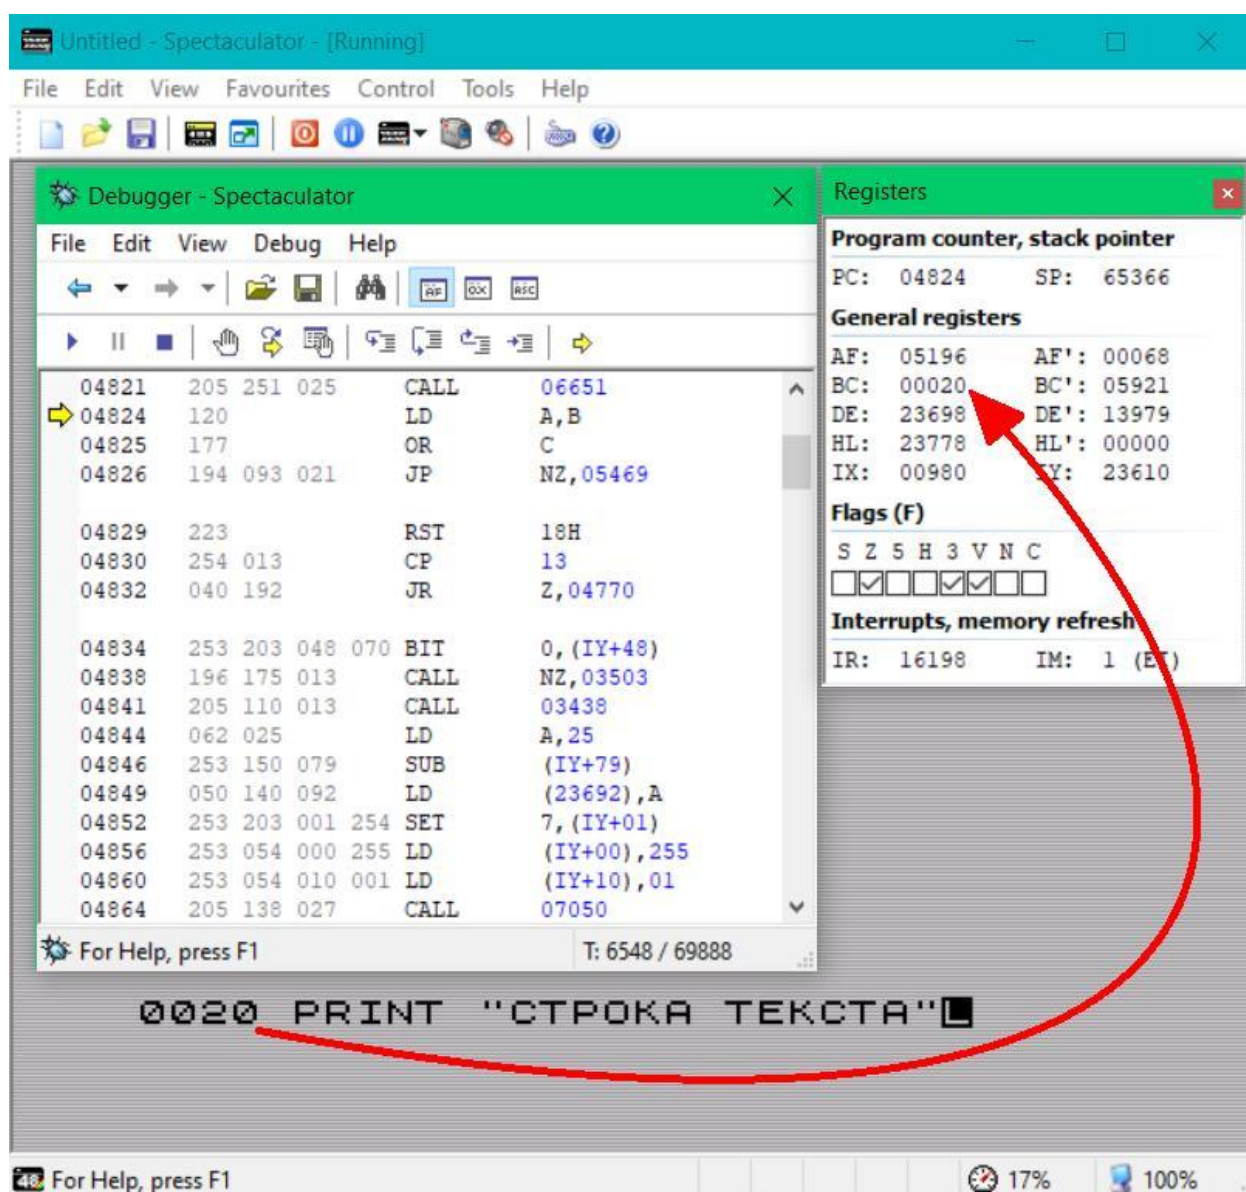 Untitled - Spectaculator - [Running]
File Edit View Favourites Control Tools Help
Debugger - Spectaculator
File Edit View Debug Help
AF 0X ASC
04821 205 251 025 CALL 06651
04824 120 LD A,B
04825 177 OR C
04826 194 093 021 JP NZ,05469
04829 223 RST 18H
04830 254 013 CP 13
04832 040 192 JR Z,04770
04834 253 203 048 070 BIT 0,(IY+48)
04838 196 175 013 CALL NZ,03503
04841 205 110 013 CALL 03438
04844 062 025 LD A,25
04846 253 150 079 SUB (IY+79)
04849 050 140 092 LD (23692),A
04852 253 203 001 254 SET 7,(IY+01)
04856 253 054 000 255 LD (IY+00),255
04860 253 054 010 001 LD (IY+10),01
04864 205 138 027 CALL 07050
For Help, press F1 T: 6548 / 69888
Registers
Program counter, stack pointer
PC: 04824 SP: 65366
General registers
AF: 05196 AF': 00068
BC: 00020 BC': 05921
DE: 23698 DE': 13979
HL: 23778 HL': 00000
IX: 00980 IY: 23610
Flags (F)
S Z 5 H 3 V N C
Interrupts, memory refresh
IR: 16198 IM: 1 (EI)
0020 PRINT "СТРОКА ТЕКСТА"L
48 For Help, press F1 17% 100%